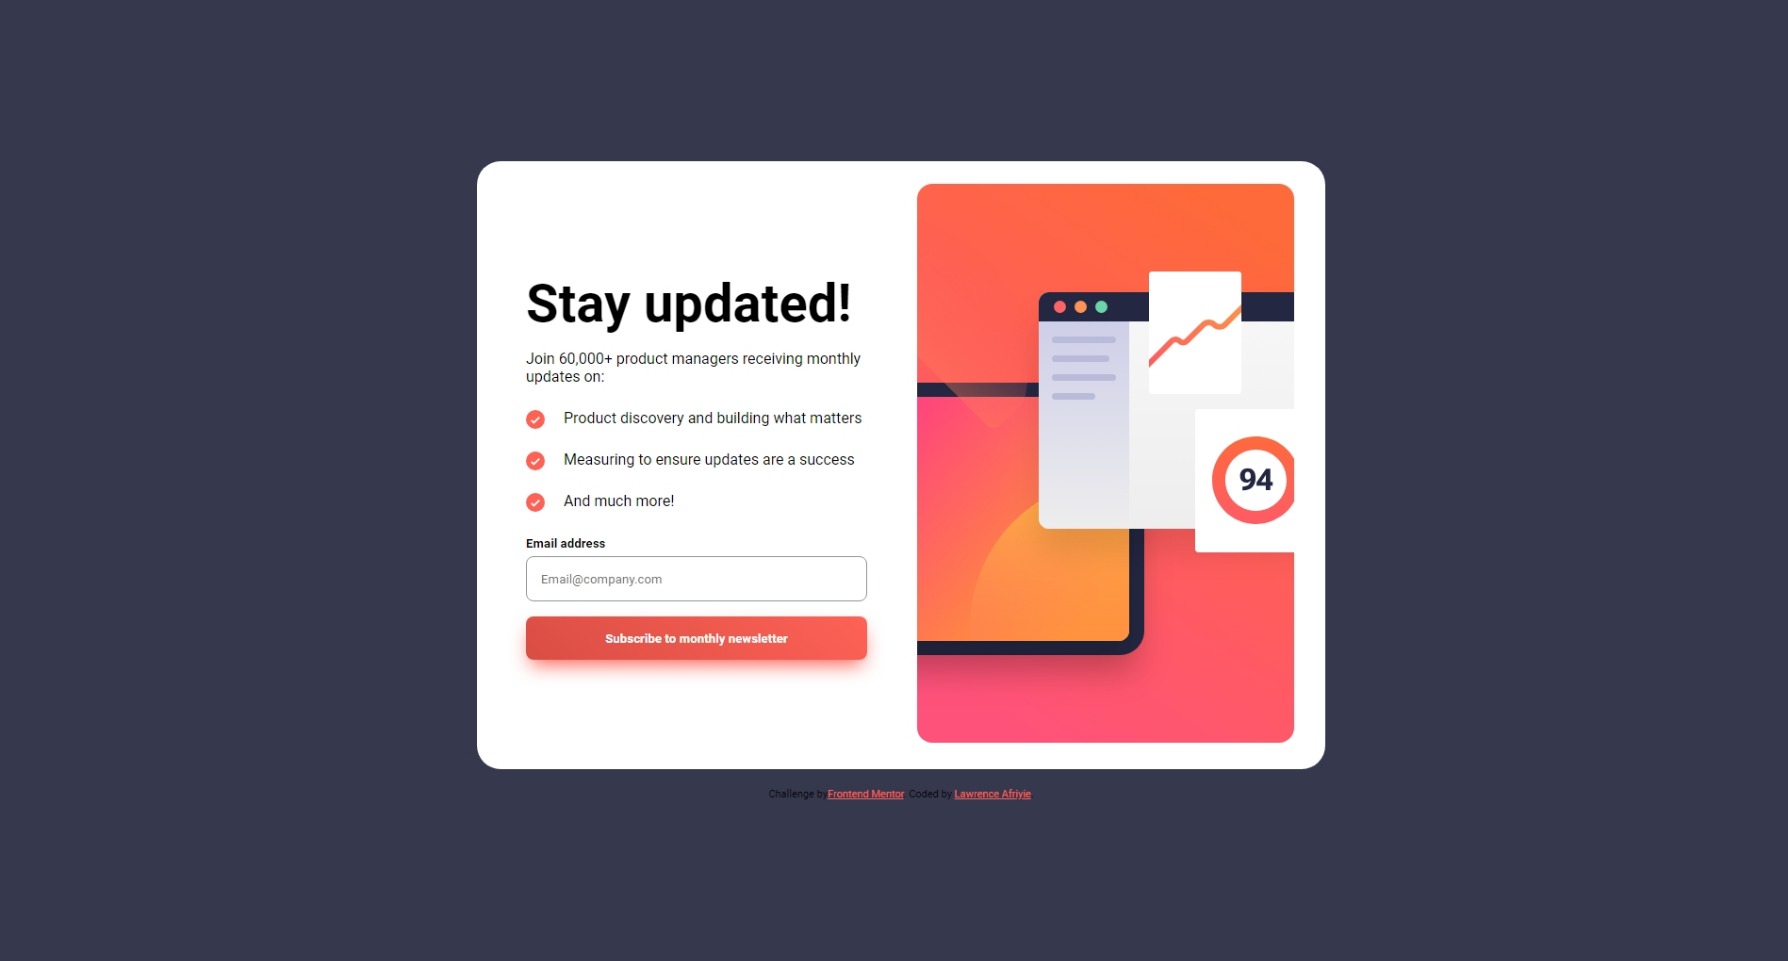 Stay updated!
Join 60,000+ product managers receiving monthly
updates on:
Product discovery and building what matters
Measuring to ensure updates are a success
And much more!
Email address
Email@company.com
Subscribe to monthly newsletter
94
Challenge by Frontend Mentor. Coded by Lawrence Afriyie